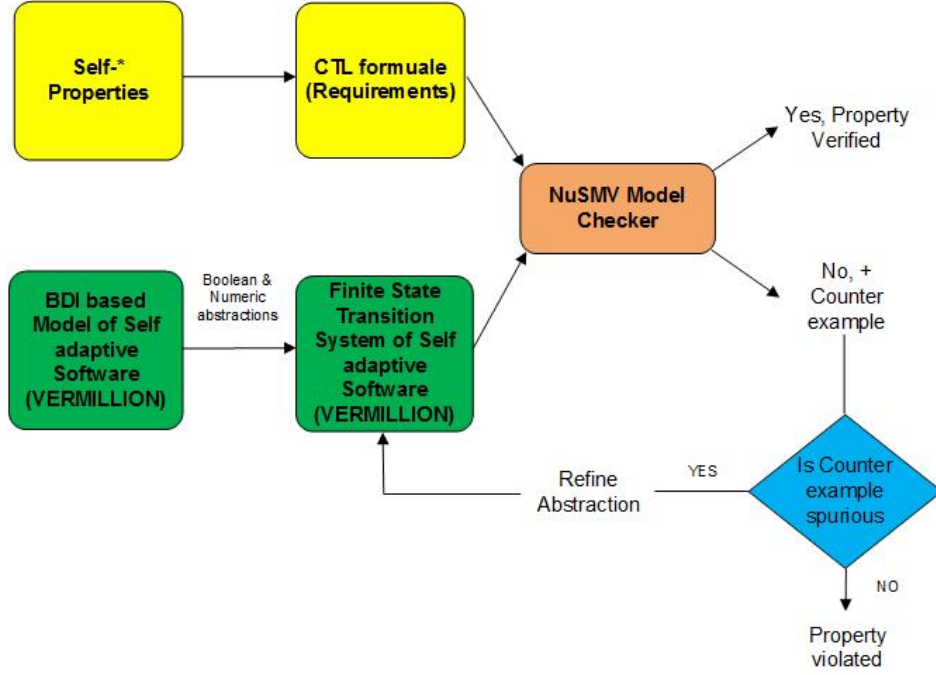 Self-*
Properties
CTL formuale
(Requirements)
Yes, Property
Verified
NuSMV Model
Checker
No, +
Counter
example
BDI based
Model of Self
adaptive
Software
(VERMILLION)
Boolean &
Numeric
abstractions
Finite State
Transition
System of Self
adaptive
Software
(VERMILLION)
Is Counter
example
spurious
YES
Refine
Abstraction
NO
Property
violated